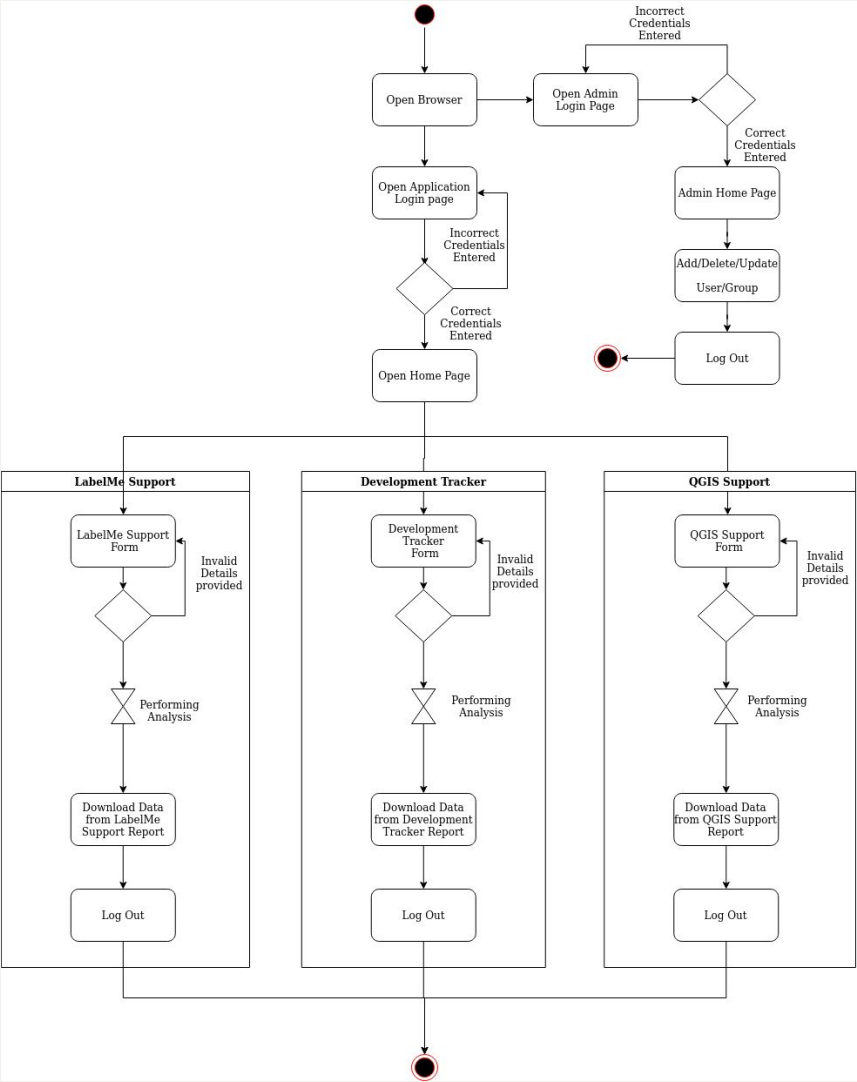 Incorrect
Credentials
Entered
Open Browser
Open Admin
Login Page
Correct
Credentials
Entered
Open Application
Login page
Admin Home Page
Incorrect
Credentials
Entered
Add/Delete/Update
User/Group
Correct
Credentials
Entered
Open Home Page
Log Out
LabelMe Support
Development Tracker
QGIS Support
LabelMe Support
Form
Invalid
Details
provided
Development
Tracker
Form
Invalid
Details
provided
QGIS Support
Form
Invalid
Details
provided
Performing
Analysis
Performing
Analysis
Performing
Analysis
Download Data
from LabelMe
Support Report
Download Data
from Development
Tracker Report
Download Data
from QGIS Support
Report
Log Out
Log Out
Log Out